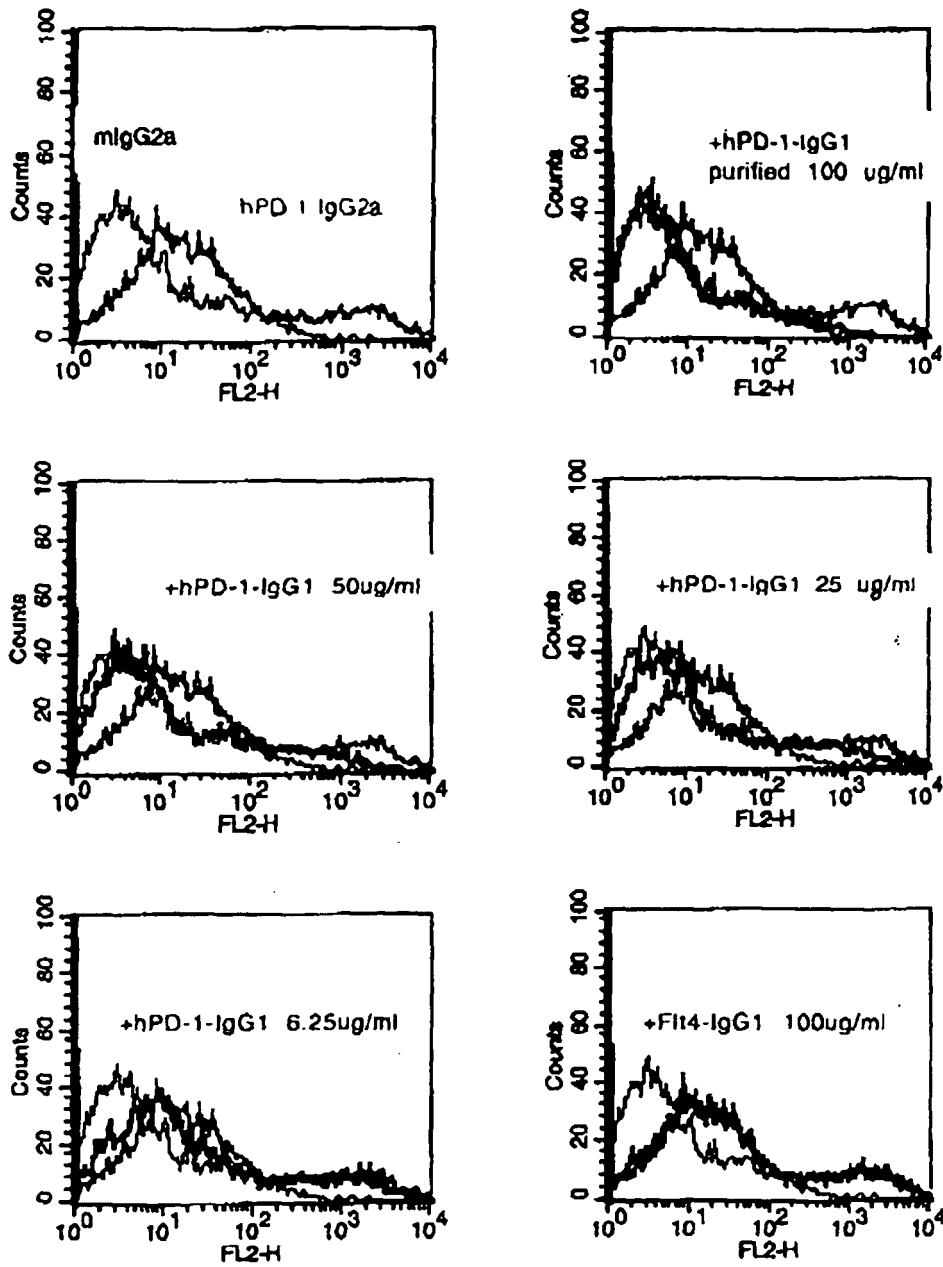 100
80
60
40
20
0
Counts
mIgG2a
hPD 1 IgG2a
10^0 10^1 10^2 10^3 10^4
FL2-H
100
80
60
40
20
0
Counts
+hPD-1-IgG1
purified 100 ug/ml
10^0 10^1 10^2 10^3 10^4
FL2-H
100
80
60
40
20
0
Counts
+hPD-1-IgG1 50ug/ml
10^0 10^1 10^2 10^3 10^4
FL2-H
100
80
60
40
20
0
Counts
+hPD-1-IgG1 25 ug/ml
10^0 10^1 10^2 10^3 10^4
FL2-H
100
80
60
40
20
0
Counts
+hPD-1-IgG1 6.25ug/ml
10^0 10^1 10^2 10^3 10^4
FL2-H
100
80
60
40
20
0
Counts
+Flt4-IgG1 100ug/ml
10^0 10^1 10^2 10^3 10^4
FL2-H